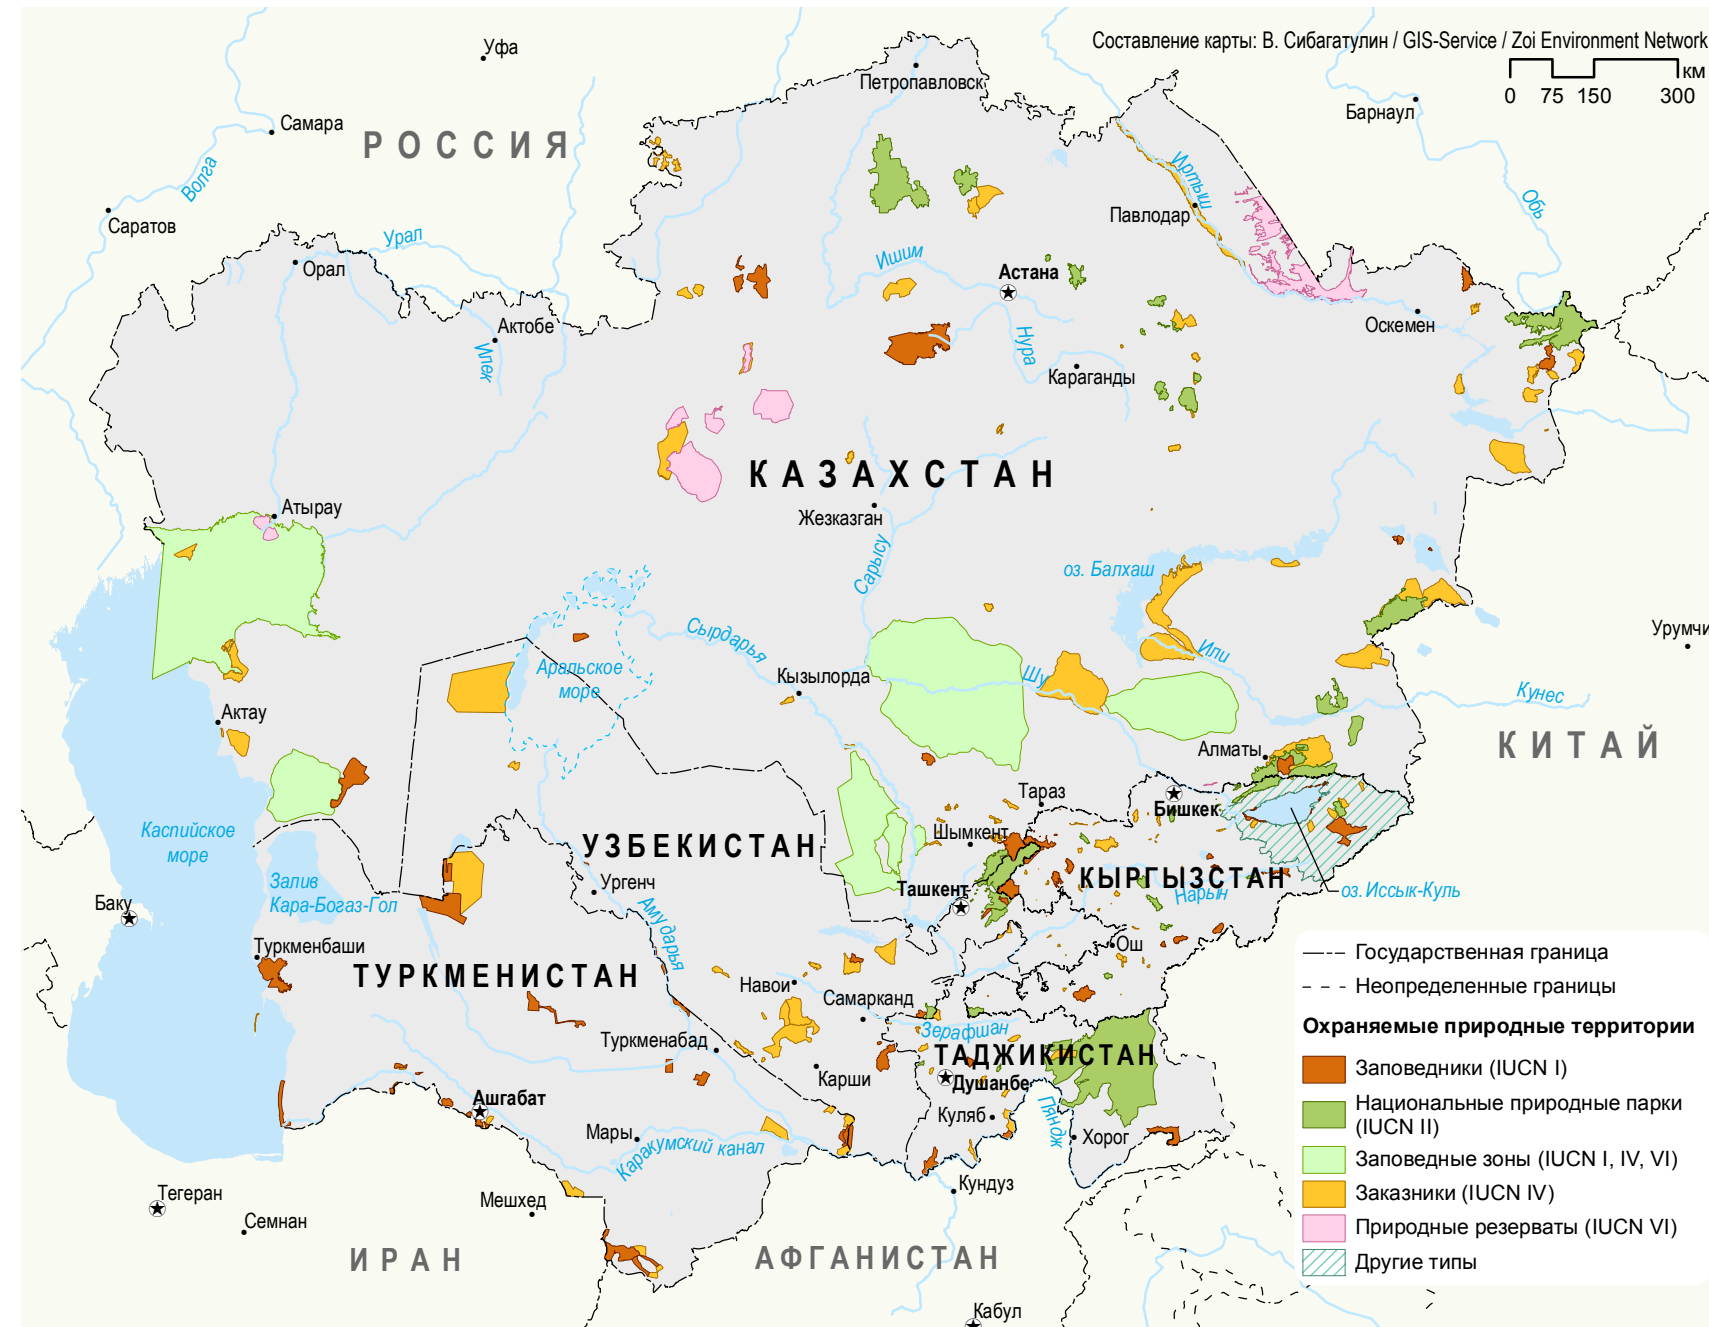 Составление карты: В. Сибагатулин / GIS-Service / Zoi Environment Network
км
0 75 150 300
Уфа
Петропавловск
Барнаул
Самара
РОССИЯ
Волга
Иртыш
Обь
Саратов
Павлодар
Урал
Орал
Ишим
Астана
Актобе
Илек
Нура
Оскемен
Караганды
КАЗАХСТАН
Атырау
Жезказган
Сарысу
оз. Балхаш
Сырдарья
Аральское
море
Или
Урумчи
Кызылорда
Шу
Кунес
Актау
КИТАЙ
Алматы
Тараз
Бишкек
Каспийское
море
УЗБЕКИСТАН
Шымкент
КЫРГЫЗСТАН
Залив
Кара-Богаз-Гол
Ургенч
Ташкент
Нарын
оз. Иссык-Куль
Баку
Амударья
Туркменбаши
Ош
ТУРКМЕНИСТАН
Навои
Самарканд
Зерафшан
Туркменабад
ТАДЖИКИСТАН
Карши
Душанбе
Ашгабат
Куляб
Пяндж
Мары
Каракумский канал
Хорог
Тегеран
Мешхед
Кундуз
Семнан
ИРАН
АФГАНИСТАН
Кабул
Государственная граница
Неопределенные границы
Охраняемые природные территории
Заповедники (IUCN I)
Национальные природные парки
(IUCN II)
Заповедные зоны (IUCN I, IV, VI)
Заказники (IUCN IV)
Природные резерваты (IUCN VI)
Другие типы